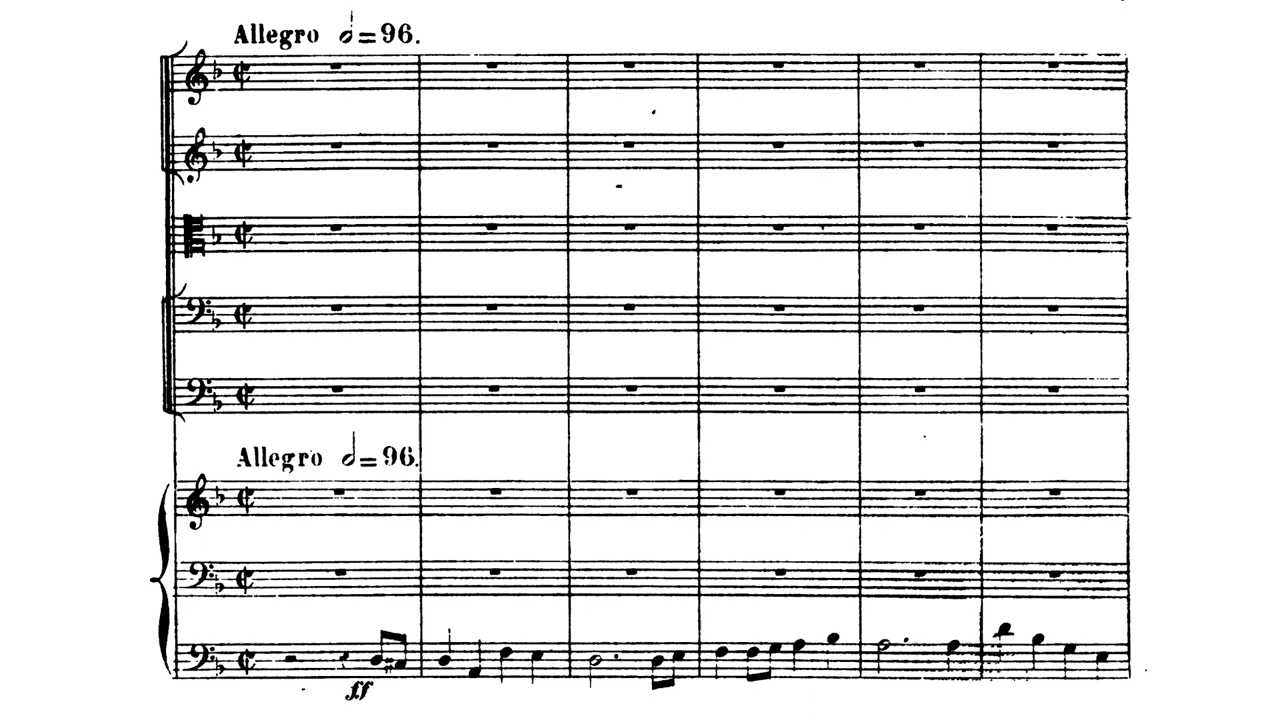 Allegro 𝅗𝅥 = 96.
Allegro 𝅗𝅥 = 96.
ff